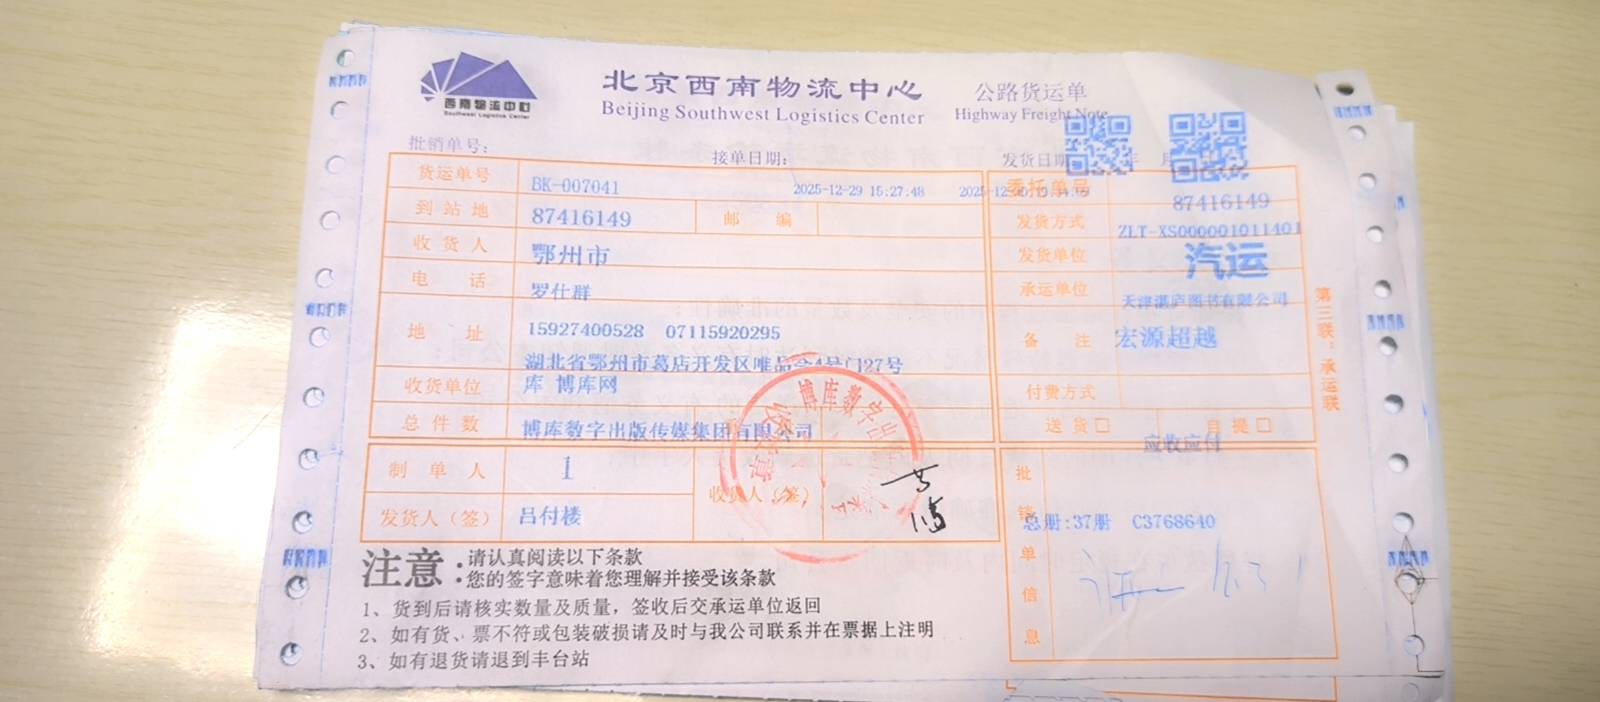 西南物流中心
Southwest Logistics Center
北京西南物流中心
Beijing Southwest Logistics Center
公路货运单
Highway Freight Note
批销单号：
接单日期：
发货日期
年 月
货运单号
BK-007041
2025-12-29 15:27:48
委托单号
87416149
到站地
87416149
邮 编
发货方式
ZLT-XS000001011401
收货人
鄂州市
发货单位
汽运
电 话
罗仕群
承运单位
天津湛庐图书有限公司
地 址
15927400528 07115920295
湖北省鄂州市葛店开发区唯品会4号门27号
备 注
宏源超越
收货单位
库 博库网
付费方式
总件数
博库数字出版传媒集团有限公司
送货□
自提□
应收应付
制单人
1
收货人（签）
博库数字出
发货人（签）
吕付楼
批
销
单
信
息
总册:37册 C3768640
第三联：承运联
注意：
请认真阅读以下条款
您的签字意味着您理解并接受该条款
1、货到后请核实数量及质量，签收后交承运单位返回
2、如有货、票不符或包装破损请及时与我公司联系并在票据上注明
3、如有退货请退到丰台站